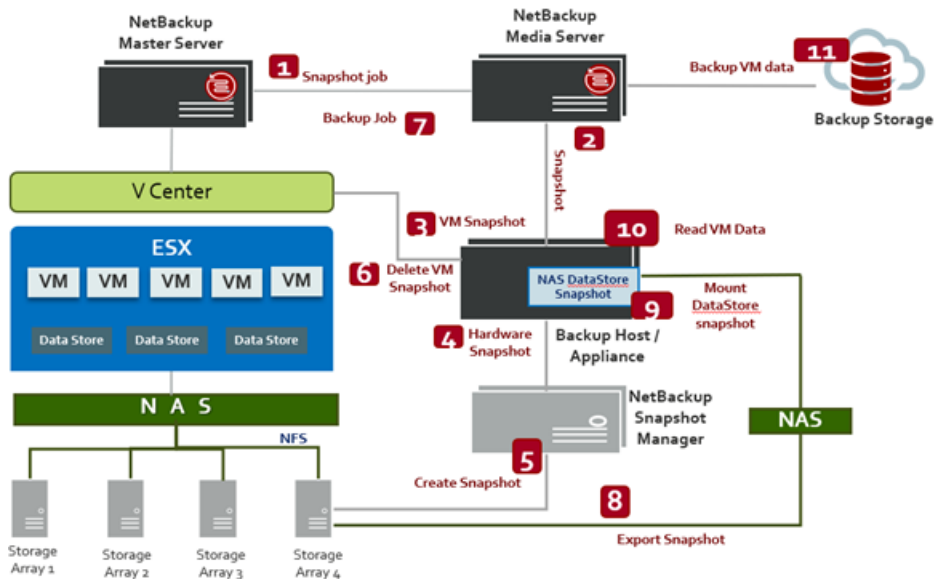 NetBackup
Master Server
NetBackup
Media Server
1
Snapshot job
Backup VM data
11
Backup Job
7
2
Backup Storage
Snapshot
V Center
3
VM Snapshot
10
Read VM Data
ESX
VM
VM
VM
VM
VM
6
Delete VM
Snapshot
NAS DataStore
Snapshot
9
Mount
DataStore
snapshot
Data Store
Data Store
Data Store
4
Hardware
Snapshot
Backup Host /
Appliance
N A S
NetBackup
Snapshot
Manager
NAS
NFS
5
Create Snapshot
8
Export Snapshot
Storage
Array 1
Storage
Array 2
Storage
Array 3
Storage
Array 4